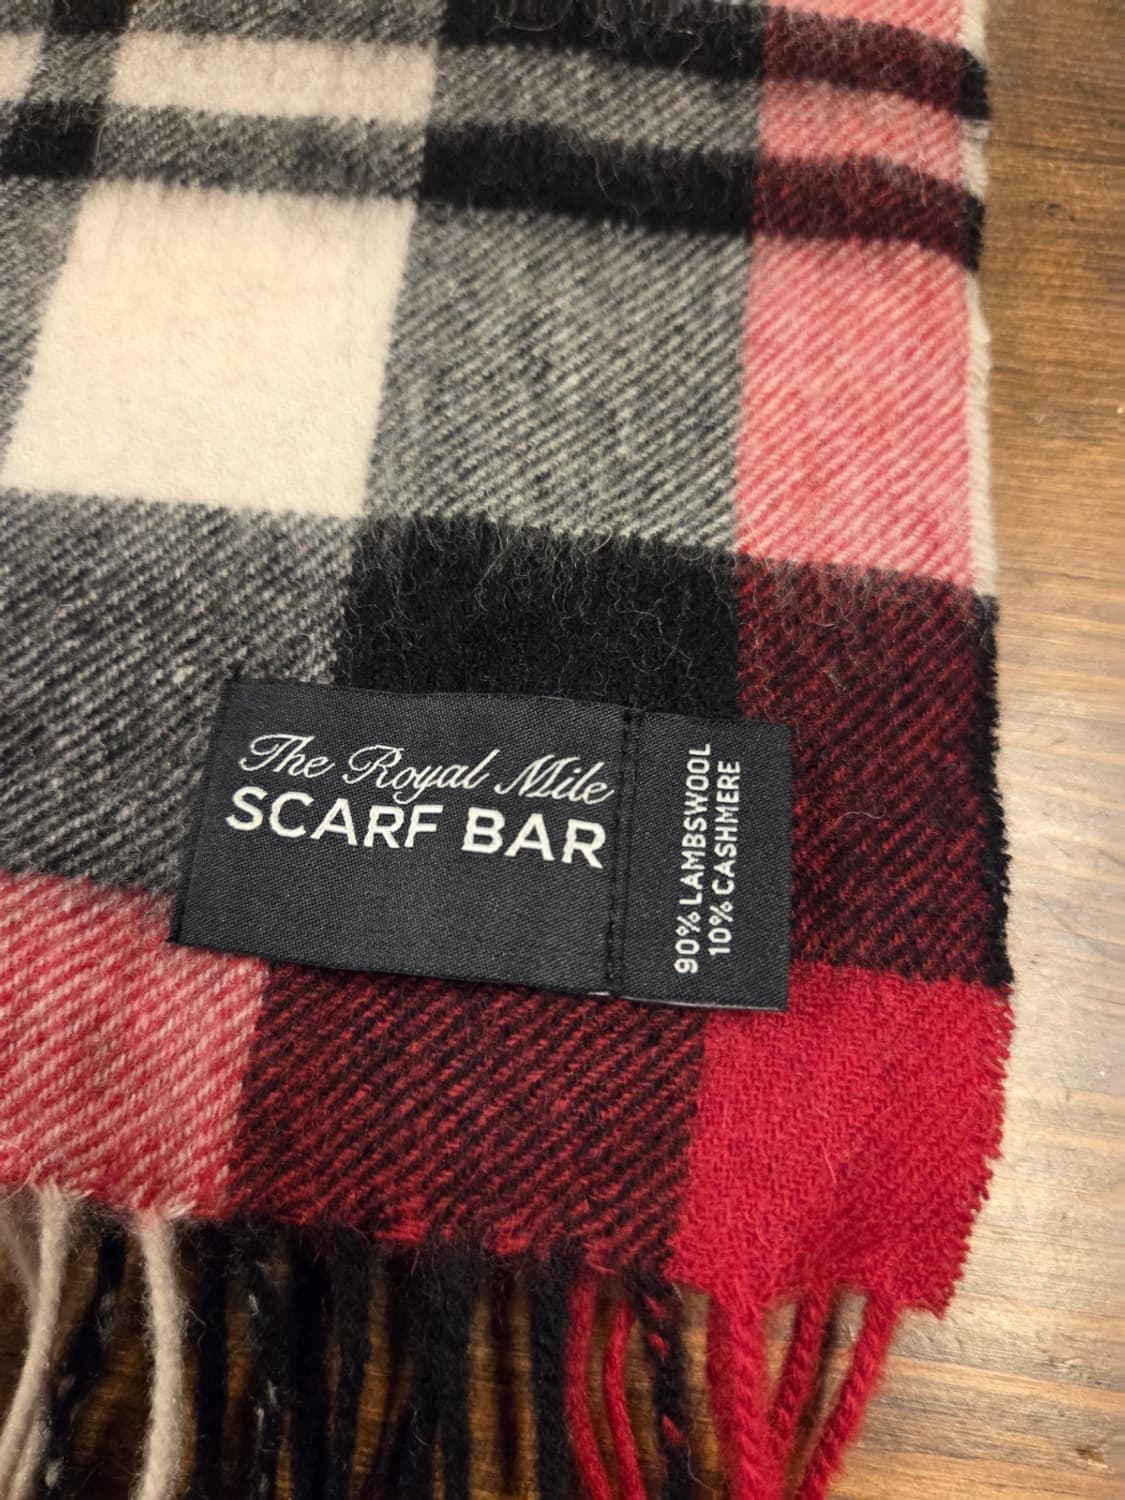 The Royal Mile
SCARF BAR
90% LAMBSWOOL
10% CASHMERE